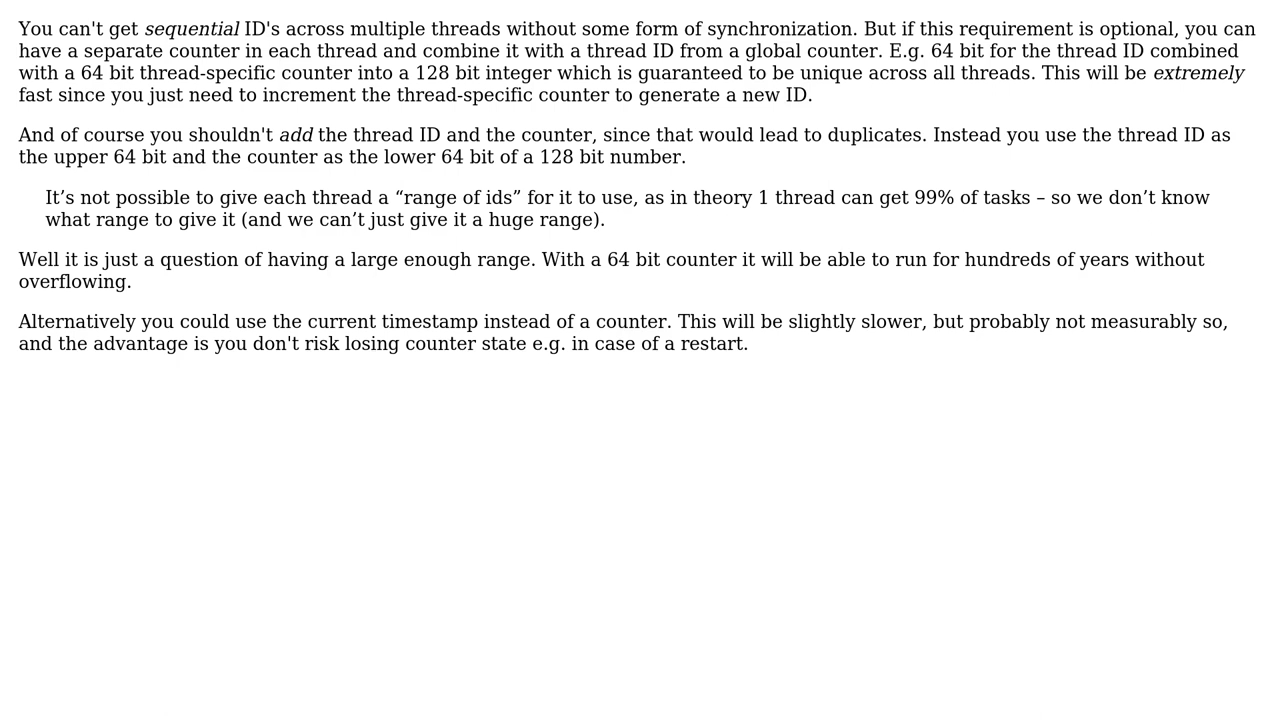 You can't get sequential ID's across multiple threads without some form of synchronization. But if this requirement is optional, you can
have a separate counter in each thread and combine it with a thread ID from a global counter. E.g. 64 bit for the thread ID combined
with a 64 bit thread-specific counter into a 128 bit integer which is guaranteed to be unique across all threads. This will be extremely
fast since you just need to increment the thread-specific counter to generate a new ID.
And of course you shouldn't add the thread ID and the counter, since that would lead to duplicates. Instead you use the thread ID as
the upper 64 bit and the counter as the lower 64 bit of a 128 bit number.
It’s not possible to give each thread a “range of ids” for it to use, as in theory 1 thread can get 99% of tasks – so we don’t know
what range to give it (and we can’t just give it a huge range).
Well it is just a question of having a large enough range. With a 64 bit counter it will be able to run for hundreds of years without
overflowing.
Alternatively you could use the current timestamp instead of a counter. This will be slightly slower, but probably not measurably so,
and the advantage is you don't risk losing counter state e.g. in case of a restart.